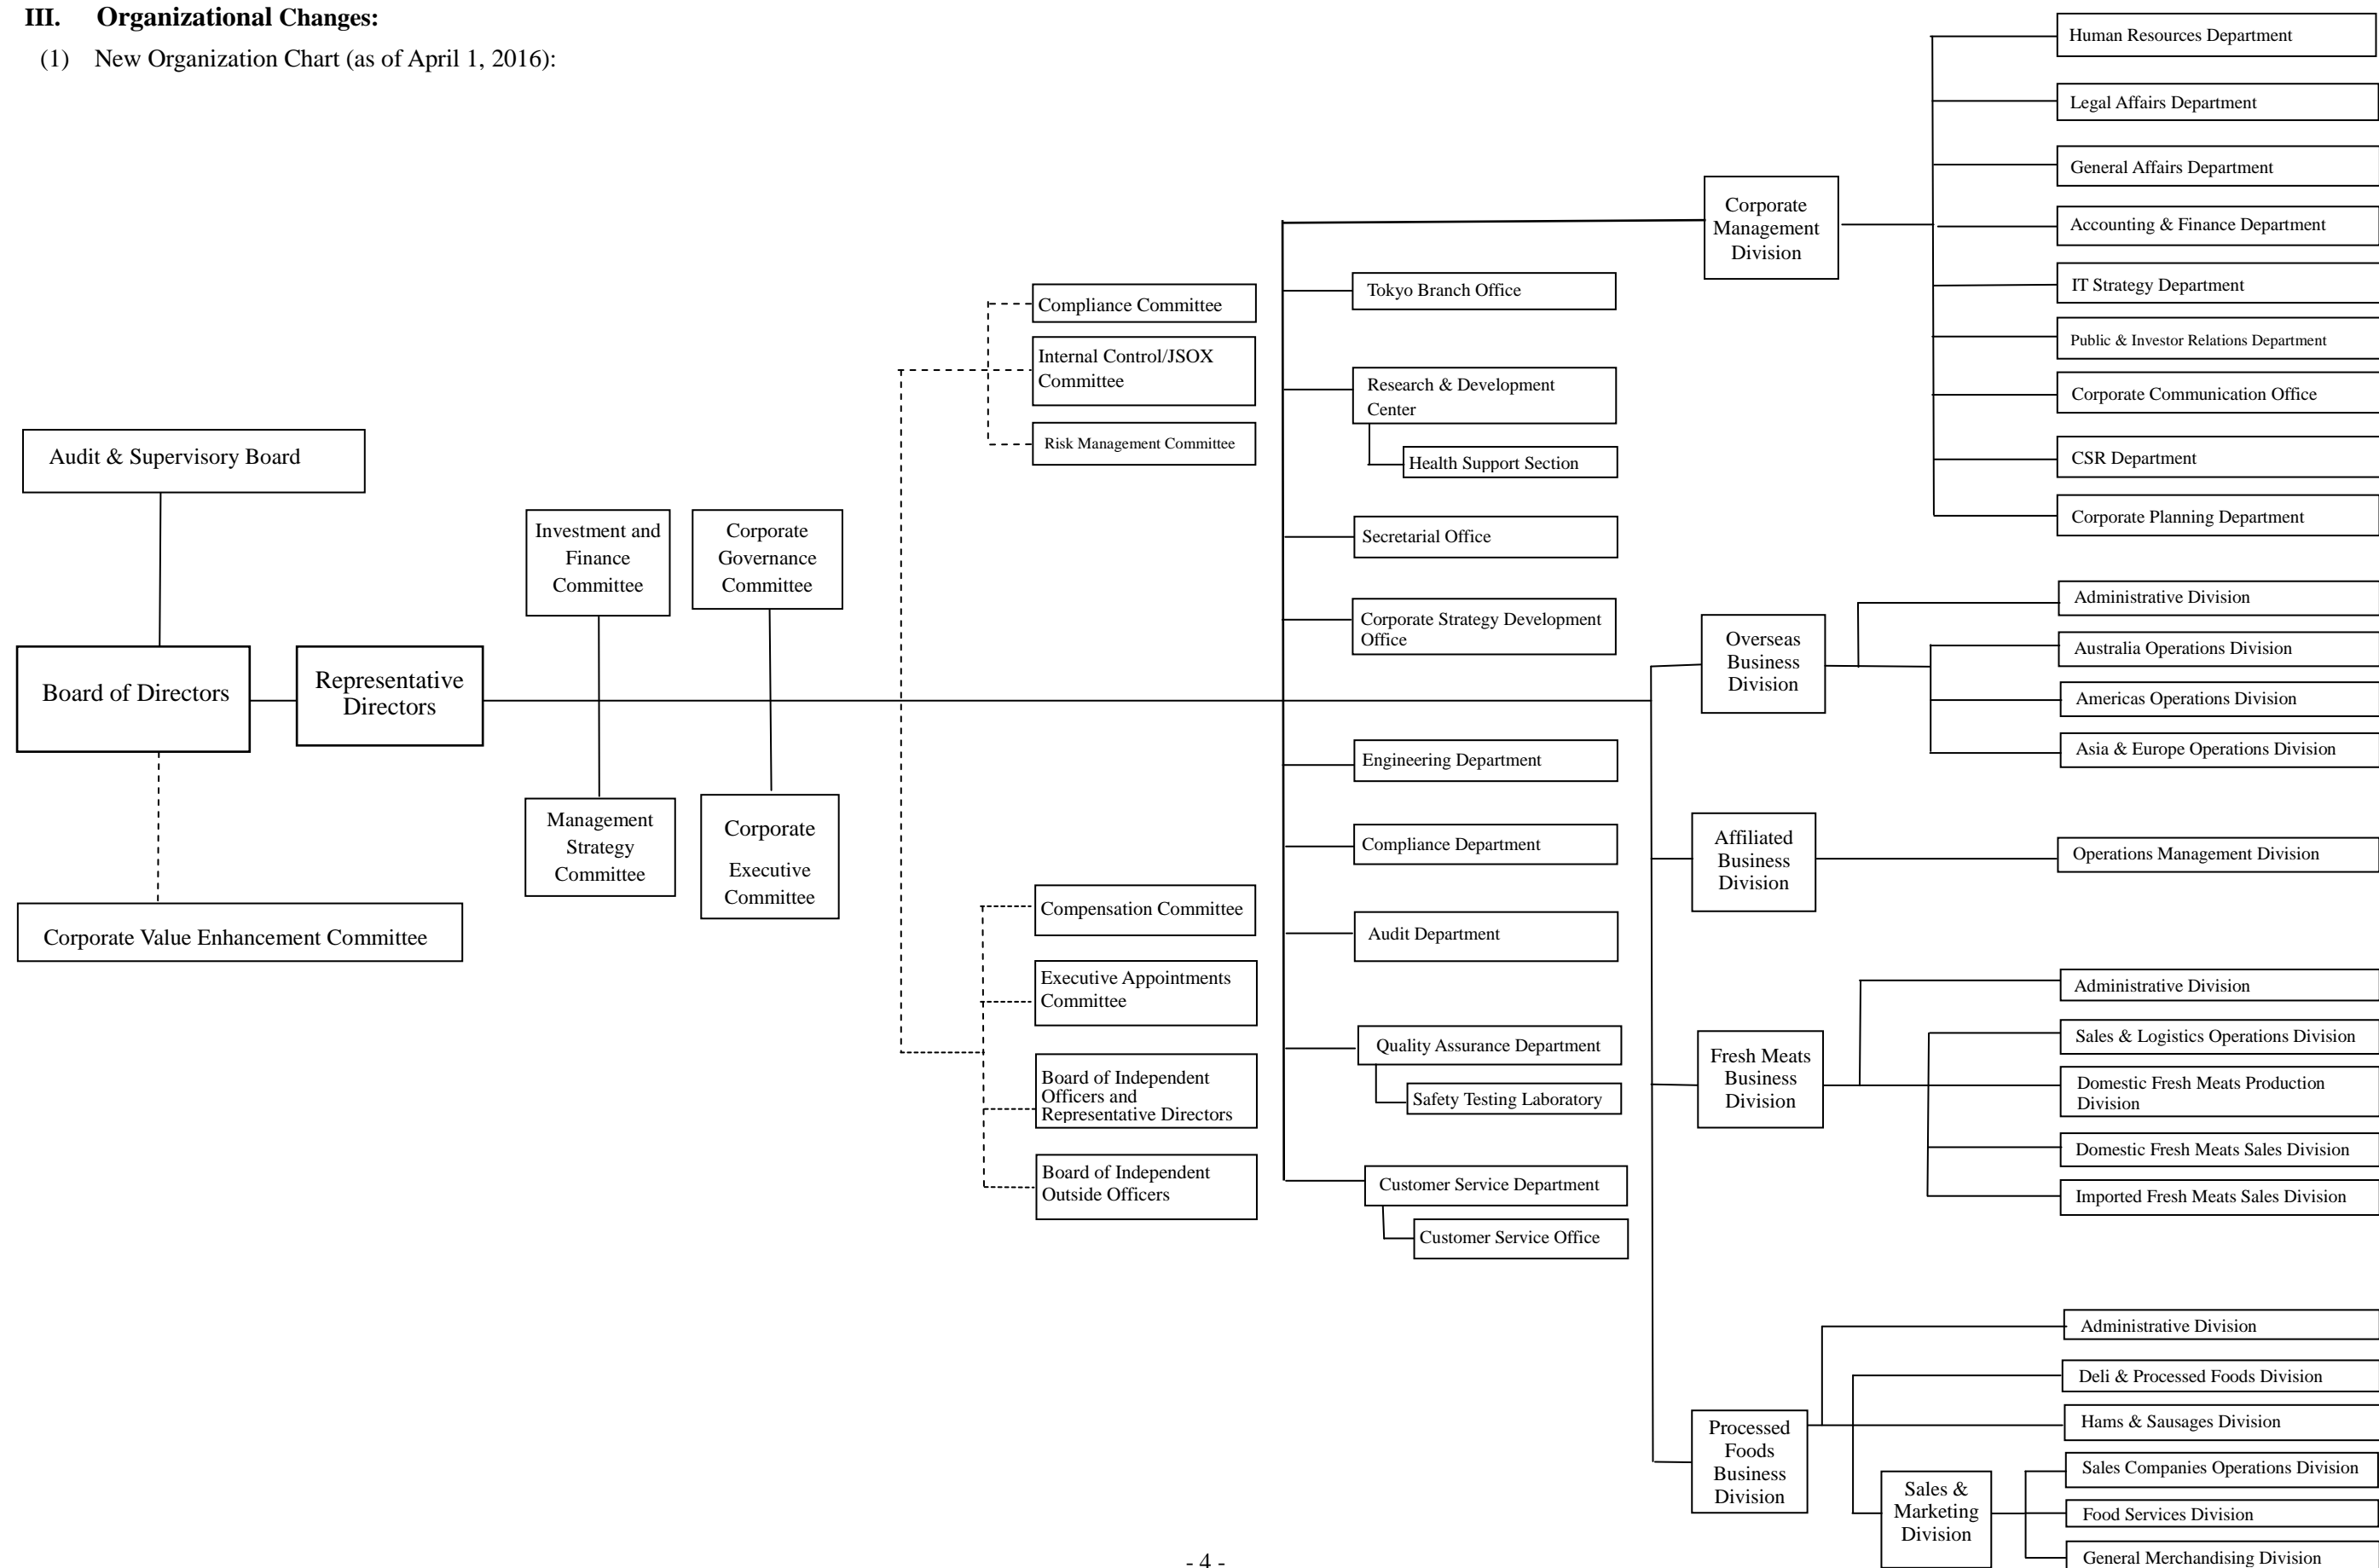 III. Organizational Changes:
(1) New Organization Chart (as of April 1, 2016):
Audit & Supervisory Board
Board of Directors
Corporate Value Enhancement Committee
Representative
Directors
Investment and
Finance
Committee
Management
Strategy
Committee
Corporate
Governance
Committee
Corporate
Executive
Committee
Compliance Committee
Internal Control/JSOX
Committee
Risk Management Committee
Compensation Committee
Executive Appointments
Committee
Board of Independent
Officers and
Representative Directors
Board of Independent
Outside Officers
Tokyo Branch Office
Research & Development
Center
Health Support Section
Secretarial Office
Corporate Strategy Development
Office
Engineering Department
Compliance Department
Audit Department
Quality Assurance Department
Safety Testing Laboratory
Customer Service Department
Customer Service Office
Corporate
Management
Division
Human Resources Department
Legal Affairs Department
General Affairs Department
Accounting & Finance Department
IT Strategy Department
Public & Investor Relations Department
Corporate Communication Office
CSR Department
Corporate Planning Department
Overseas
Business
Division
Administrative Division
Australia Operations Division
Americas Operations Division
Asia & Europe Operations Division
Affiliated
Business
Division
Operations Management Division
Fresh Meats
Business
Division
Administrative Division
Sales & Logistics Operations Division
Domestic Fresh Meats Production
Division
Domestic Fresh Meats Sales Division
Imported Fresh Meats Sales Division
Processed
Foods
Business
Division
Administrative Division
Deli & Processed Foods Division
Hams & Sausages Division
Sales &
Marketing
Division
Sales Companies Operations Division
Food Services Division
General Merchandising Division
- 4 -